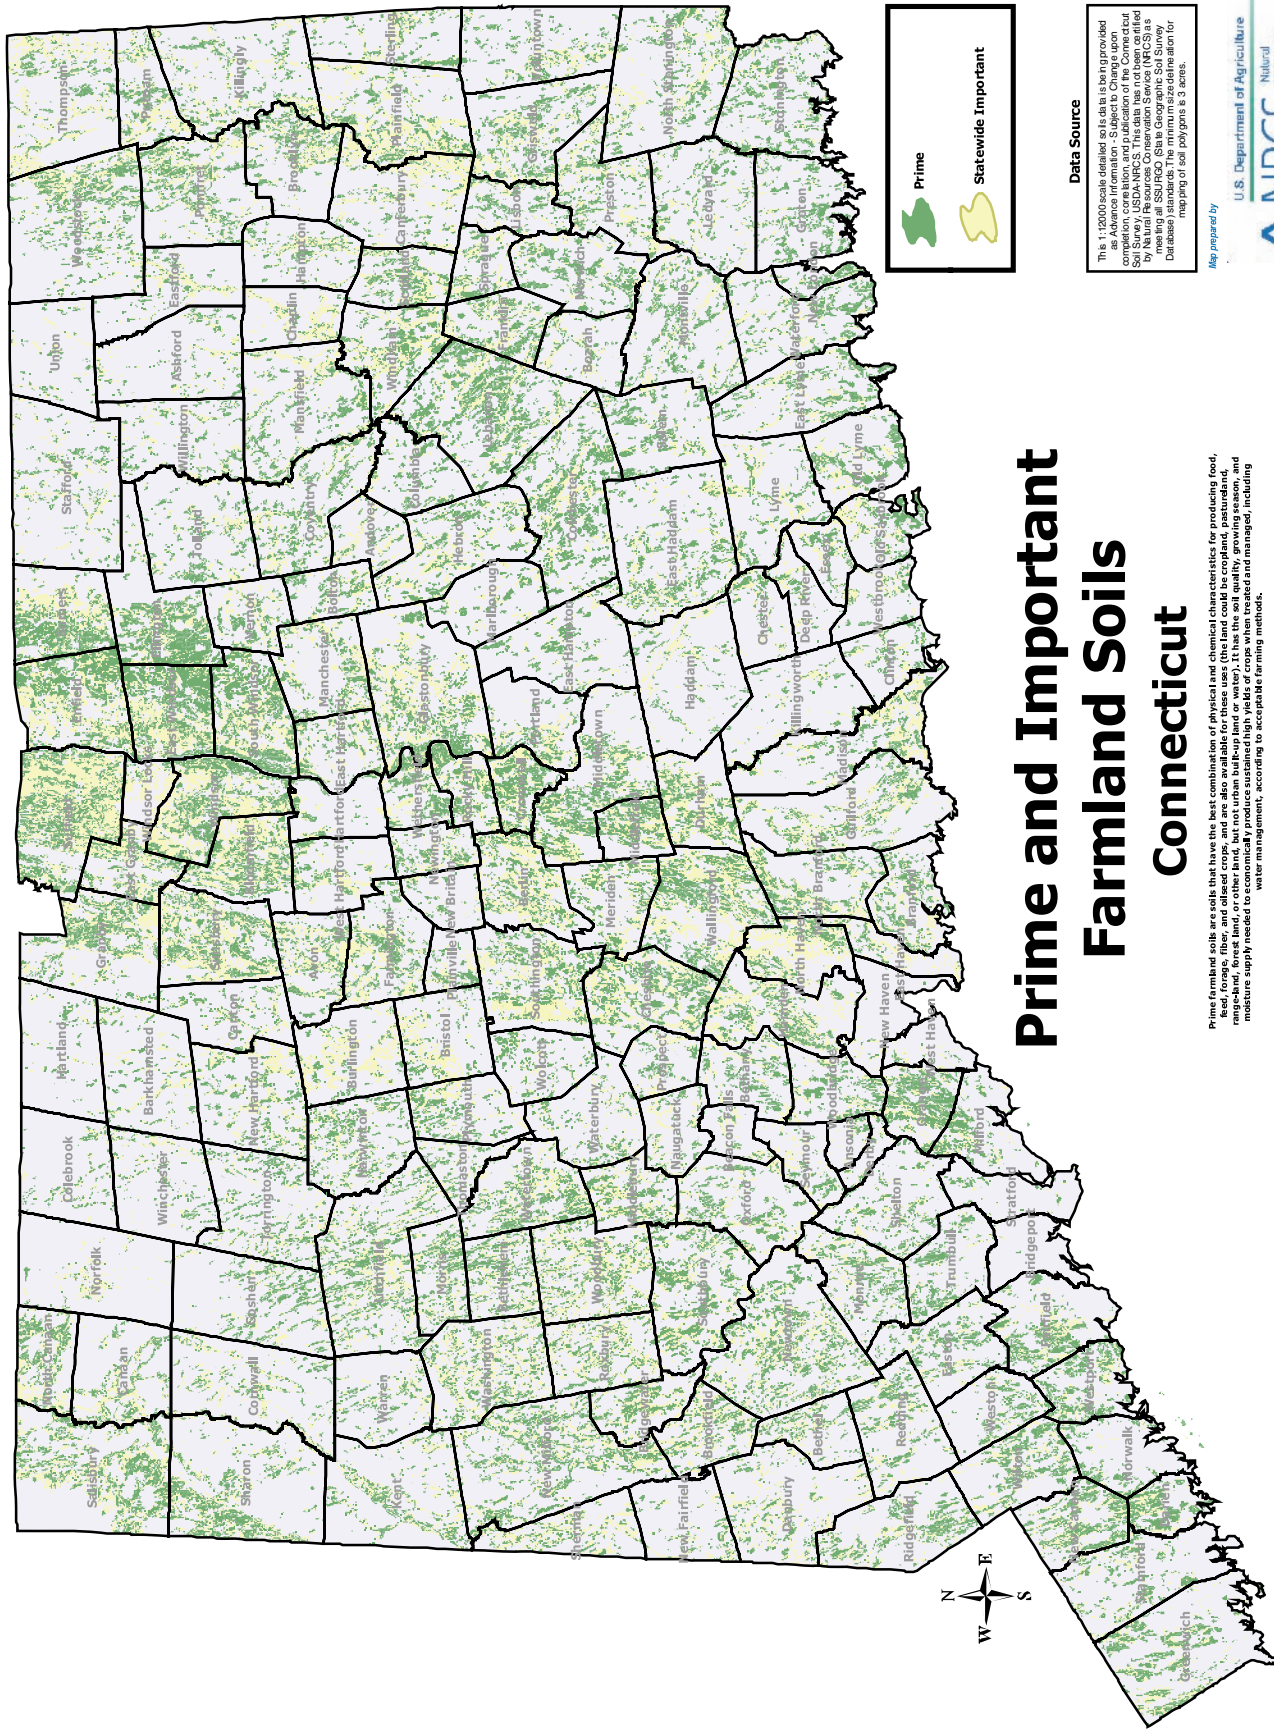 Prime and Important
Farmland Soils
Connecticut
Prime farmland soils are soils that have the best combination of physical and chemical characteristics for producing food,
feed, forage, fiber, and oilseed crops, and are also available for these uses (the land could be cropland, pastureland,
range-land, forest land, or other land, but not urban built-up land or water). It has the soil quality, growing season, and
moisture supply needed to economically produce sustained high yields of crops when treated and managed, including
water management, according to acceptable farming methods.
Prime
Statewide Important
Data Source
This 1:12000 scale detailed soils data is being provided
as Advance Information - Subject to Change upon
completion, correlation, and publication of the Connecticut
Soil Survey, USDA-NRCS. This data has not been certified
by Natural Resources Conservation Service (NRCS) as
meeting all SSURGO (State Geographic Soil Survey
Database) standards. The minimum size delineation for
mapping of soil polygons is 3 acres.
Map prepared by
U.S. Department of Agriculture
Natural
N
W
E
S
Salisbury
North Canaan
Canaan
Norfolk
Colebrook
Hartland
Granby
Suffield
East Granby
Windsor Locks
Enfield
Somers
Stafford
Union
Woodstock
Thompson
Putnam
Sharon
Cornwall
Goshen
Torrington
Winchester
Barkhamsted
New Hartford
Canton
Simsbury
Bloomfield
Windsor
East Windsor
South Windsor
Ellington
Vernon
Tolland
Willington
Ashford
Eastford
Pomfret
Killingly
Brooklyn
Hampton
Chaplin
Mansfield
Coventry
Bolton
Manchester
East Hartford
Hartford
West Hartford
Avon
Burlington
Harwinton
Litchfield
Warren
Kent
Farmington
Plainville
New Britain
Newington
Wethersfield
Rocky Hill
Glastonbury
Hebron
Andover
Columbia
Windham
Scotland
Canterbury
Plainfield
Sterling
Voluntown
Griswold
Lisbon
Sprague
Franklin
Lebanon
Colchester
Marlborough
East Hampton
Portland
Cromwell
Berlin
Southington
Bristol
Plymouth
Thomaston
Watertown
Morris
Bethlehem
Washington
New Milford
Sherman
New Fairfield
Bridgewater
Roxbury
Woodbury
Middlebury
Waterbury
Wolcott
Cheshire
Meriden
Middlefield
Middletown
Durham
Haddam
East Haddam
Salem
Bozrah
Norwich
Preston
North Stonington
Stonington
Ledyard
Groton
Montville
Waterford
New London
East Lyme
Old Lyme
Lyme
Chester
Deep River
Essex
Old Saybrook
Westbrook
Killingworth
Clinton
Madison
Guilford
North Branford
Branford
East Haven
New Haven
West Haven
North Haven
Wallingford
Hamden
Prospect
Naugatuck
Bethany
Beacon Falls
Woodbridge
Ansonia
Derby
Seymour
Oxford
Southbury
Newtown
Brookfield
Danbury
Bethel
Ridgefield
Redding
Easton
Monroe
Shelton
Trumbull
Orange
Milford
Stratford
Bridgeport
Fairfield
Westport
Weston
Wilton
Norwalk
New Canaan
Darien
Stamford
Greenwich